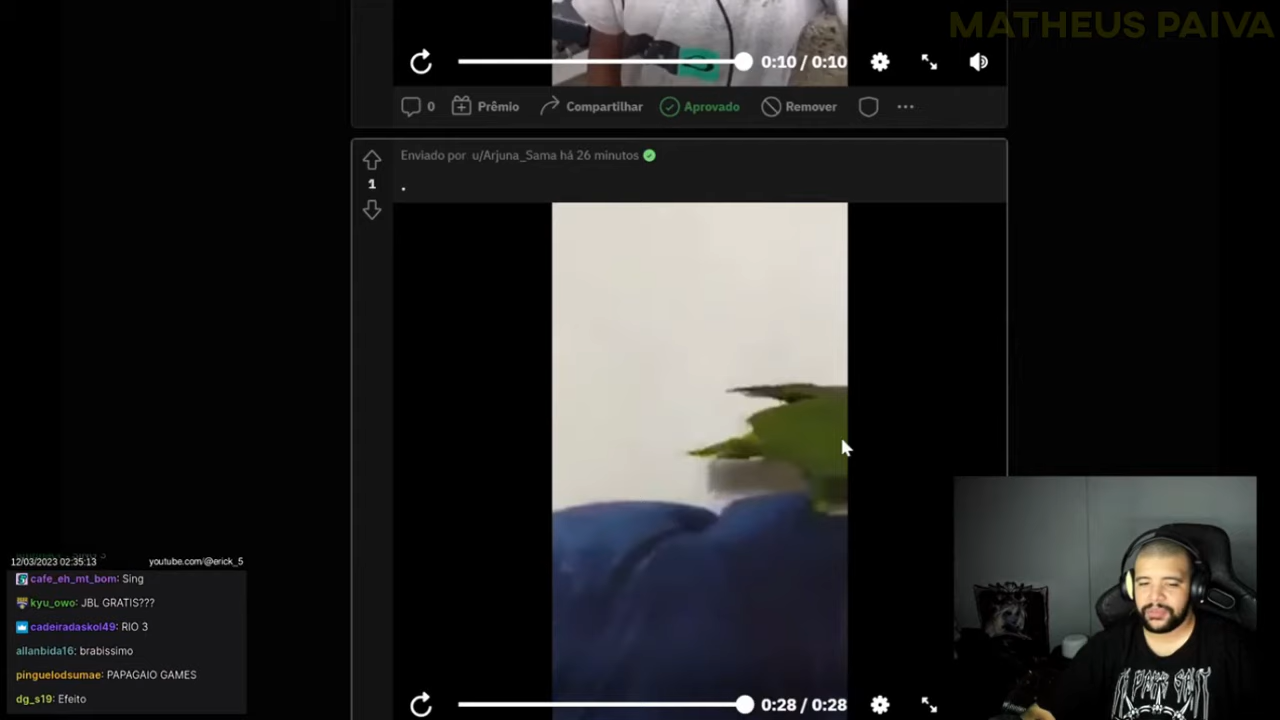 MATHEUS PAIVA
0:10 / 0:10
0 Prêmio Compartilhar Aprovado Remover
Enviado por u/Arjuna_Sama há 26 minutos
1
.
12/03/2023 02:35:13 youtube.com/@erick_5
cafe_eh_mt_bom: Sing
kyu_owo: JBL GRATIS???
cadeiradaskol49: RIO 3
allanbida16: brabissimo
pinguelodsumae: PAPAGAIO GAMES
dg_s19: Efeito
0:28 / 0:28